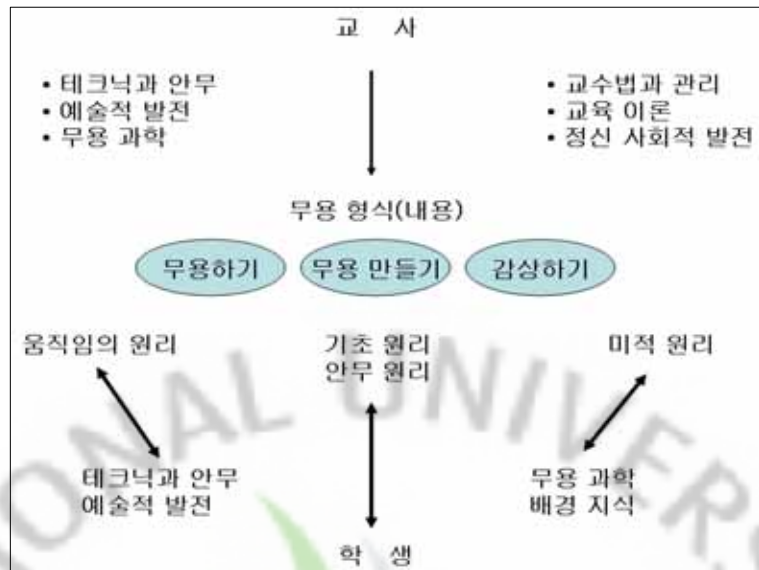 교 사
• 테크닉과 안무
• 예술적 발전
• 무용 과학
• 교수법과 관리
• 교육 이론
• 정신 사회적 발전
무용 형식(내용)
무용하기 무용 만들기 감상하기
움직임의 원리
기초 원리
안무 원리
미적 원리
테크닉과 안무
예술적 발전
무용 과학
배경 지식
학 생
ONAL UNIVERS